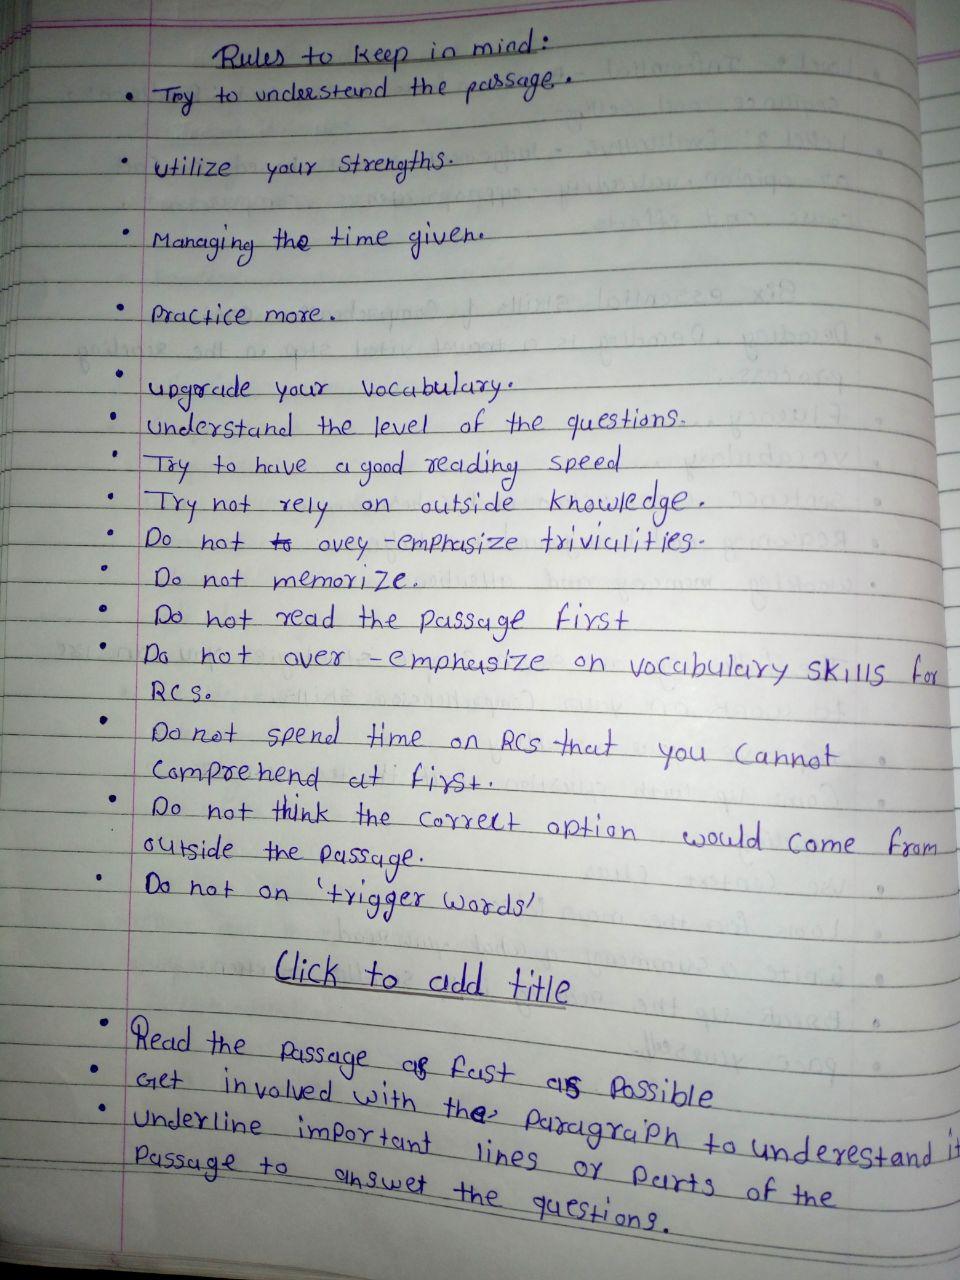 Rules to keep in mind:
• Try to understand the passage.
• utilize your strengths.
• Managing the time given.
• Practice more.
• upgrade your vocabulary.
• understand the level of the questions.
• Try to have a good reading speed
• Try not rely on outside knowledge.
• Do not to over-emphasize trivialities.
• Do not memorize.
• Do not read the passage first
• Do not over-emphasize on vocabulary skills for
RCs.
• Do not spend time on RCs that you cannot
comprehend at first.
• Do not think the correct option would come from
outside the passage.
• Do not on 'trigger words'
Click to add title
• Read the passage as fast as possible
• Get involved with the paragraph to underestand it
• underline important lines or parts of the
passage to answer the questions.